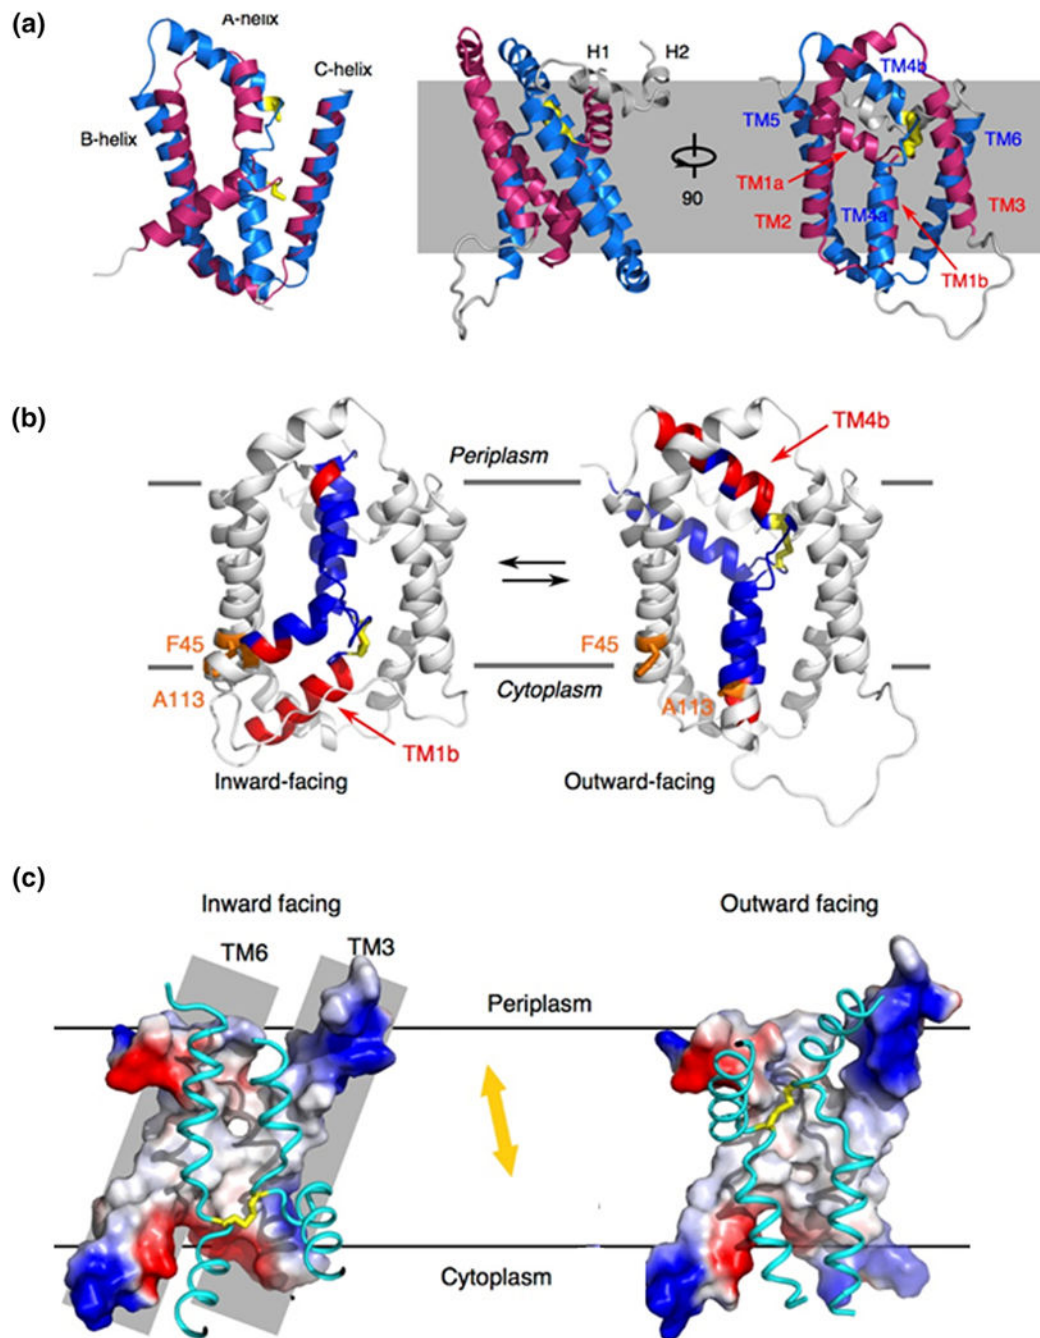 (a)
A-helix
C-helix
B-helix
H1
H2
90
TM4b
TM5
TM6
TM1a
TM2
TM4a
TM3
TM1b
(b)
Periplasm
TM4b
F45
F45
A113
Cytoplasm
A113
TM1b
Inward-facing
Outward-facing
(c)
Inward facing
Outward facing
TM6
TM3
Periplasm
Cytoplasm